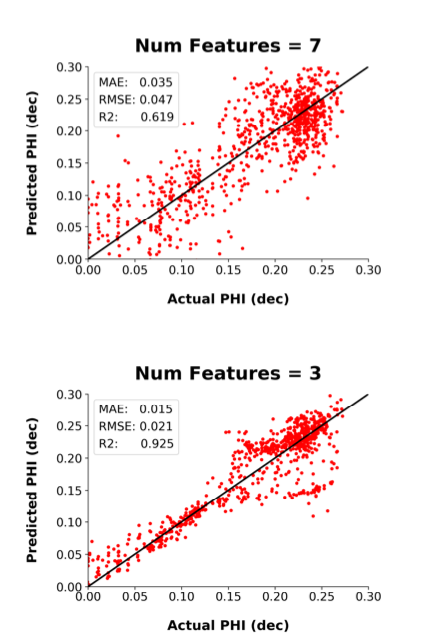 Num Features = 7
Predicted PHI (dec)
0.30
0.25
0.20
0.15
0.10
0.05
0.00
MAE: 0.035
RMSE: 0.047
R2: 0.619
0.00 0.05 0.10 0.15 0.20 0.25 0.30
Actual PHI (dec)
Num Features = 3
Predicted PHI (dec)
0.30
0.25
0.20
0.15
0.10
0.05
0.00
MAE: 0.015
RMSE: 0.021
R2: 0.925
0.00 0.05 0.10 0.15 0.20 0.25 0.30
Actual PHI (dec)